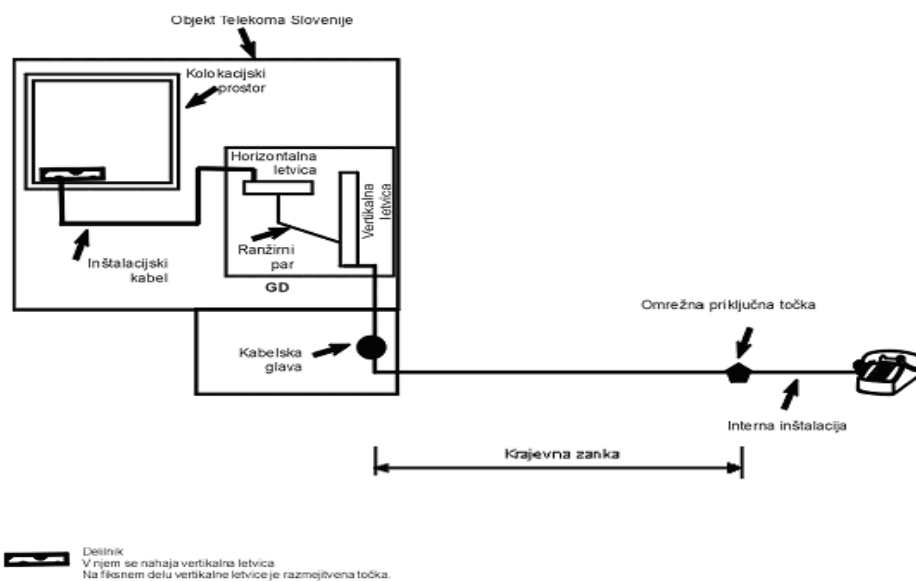 Objekt Telekoma Slovenije
Kolokacijski
prostor
Horizontalna
letvica
Vertikalna
letvica
Ranžirni
par
GD
Inštalacijski
kabel
Kabelska
glava
Omrežna priključna točka
Interna inštalacija
Krajevna zanka
Delilnik
V njem se nahaja vertikalna letvica
Na fiksnem delu vertikalne letvice je razmejitvena točka.